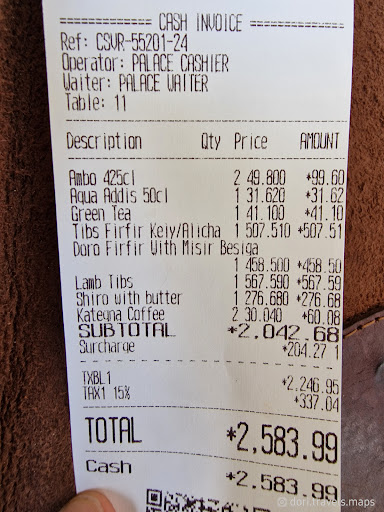 ============ CASH INVOICE ============
Ref: CSVR-55201-24
Operator: PALACE CASHIER
Waiter: PALACE WAITER
Table: 11
Description Qty Price AMOUNT
Ambo 425cl 2 49.800 *99.60
Aqua Addis 50cl 1 31.620 *31.62
Green Tea 1 41.100 *41.10
Tibs Firfir Keiy/Alicha 1 507.510 *507.51
Doro Firfir With Misir Besiga
1 458.500 *458.50
Lamb Tibs 1 567.590 *567.59
Shiro with butter 1 276.680 *276.68
Kategna Coffee 2 30.040 *60.08
SUBTOTAL *2,042.68
Surcharge *204.27 1
TXBL1 *2,246.95
TAX1 15% *337.04
TOTAL *2,583.99
Cash *2,583.99
dori.travels.maps